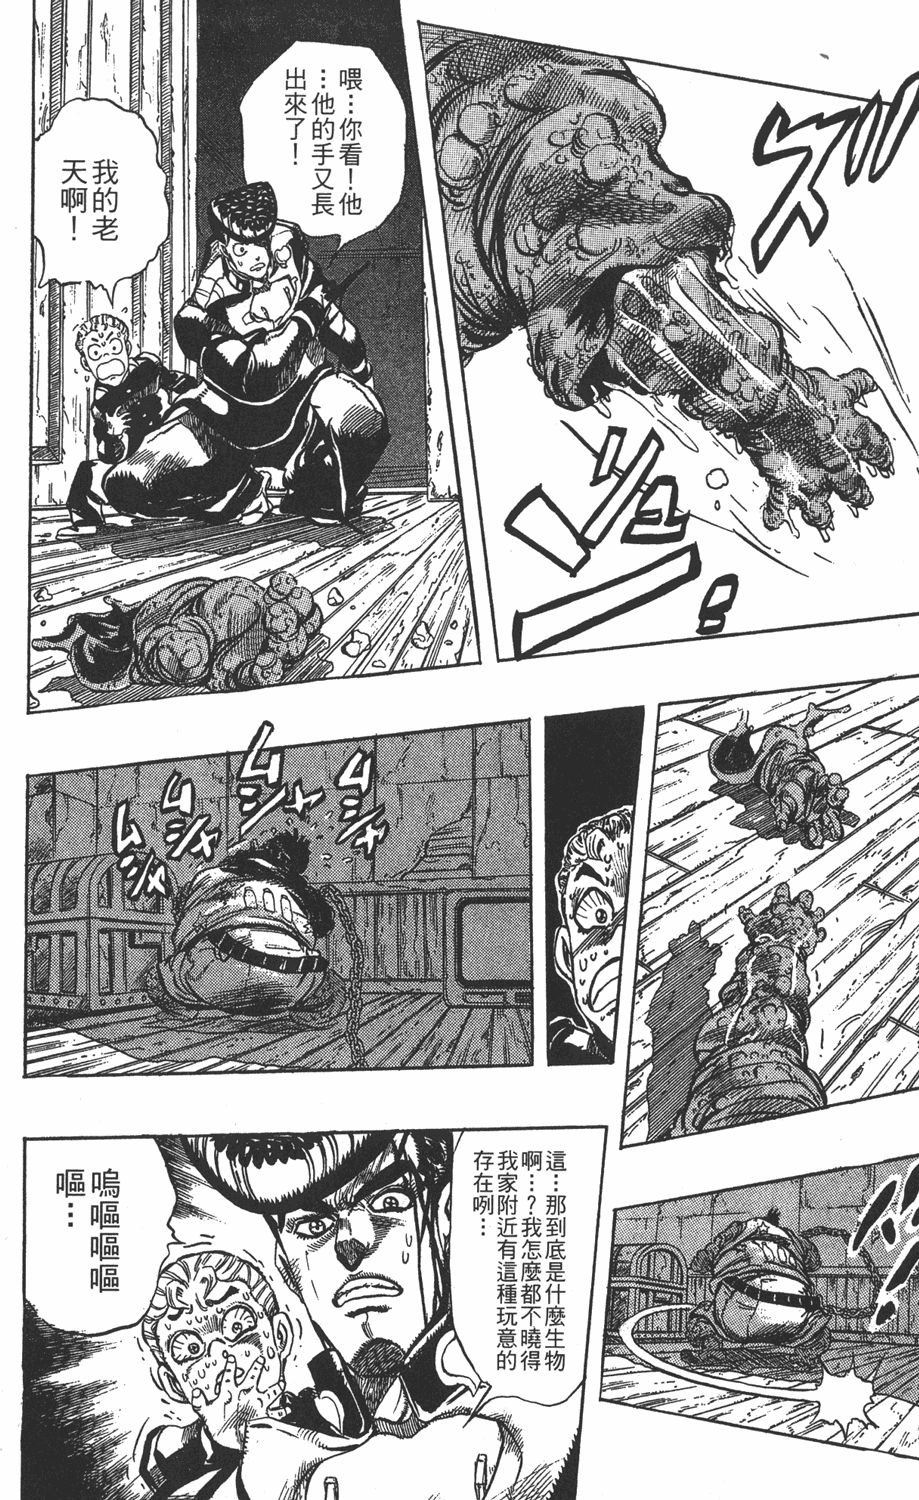 ズッ
ビジュ!
喂…你看!他
…他的手又長
出來了!
我的老
天啊!
ムシャ
ムシャ
ムシャ
ムシャ
這…那到底是什麼生物
啊…?我怎麼都不曉得
我家附近有這種玩意的
存在咧…
嗚嘔嘔嘔
嘔…